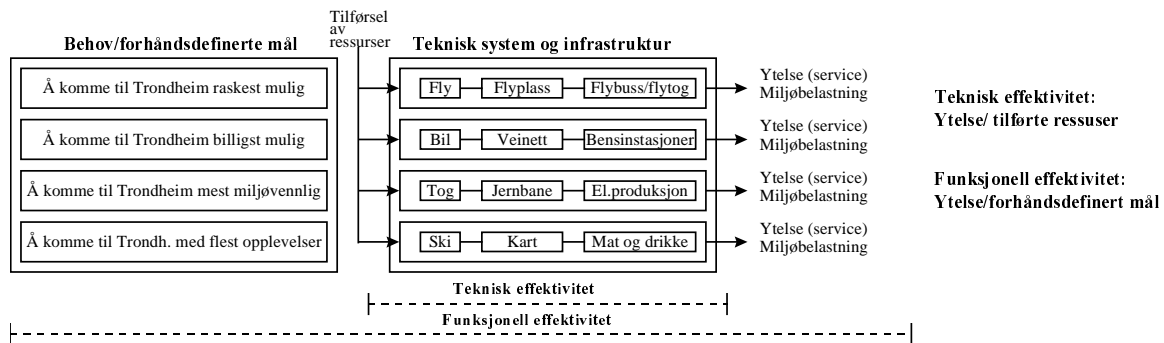 Tilførsel
av
ressurser
Behov/forhåndsdefinerte mål
Teknisk system og infrastruktur
Å komme til Trondheim raskest mulig
Fly
Flyplass
Flybuss/flytog
Ytelse (service)
Miljøbelastning
Å komme til Trondheim billigst mulig
Bil
Veinett
Bensinstasjoner
Ytelse (service)
Miljøbelastning
Å komme til Trondheim mest miljøvennlig
Tog
Jernbane
El.produksjon
Ytelse (service)
Miljøbelastning
Å komme til Trondh. med flest opplevelser
Ski
Kart
Mat og drikke
Ytelse (service)
Miljøbelastning
Teknisk effektivitet:
Ytelse/ tilførte ressuser
Funksjonell effektivitet:
Ytelse/forhåndsdefinert mål
Teknisk effektivitet
Funksjonell effektivitet